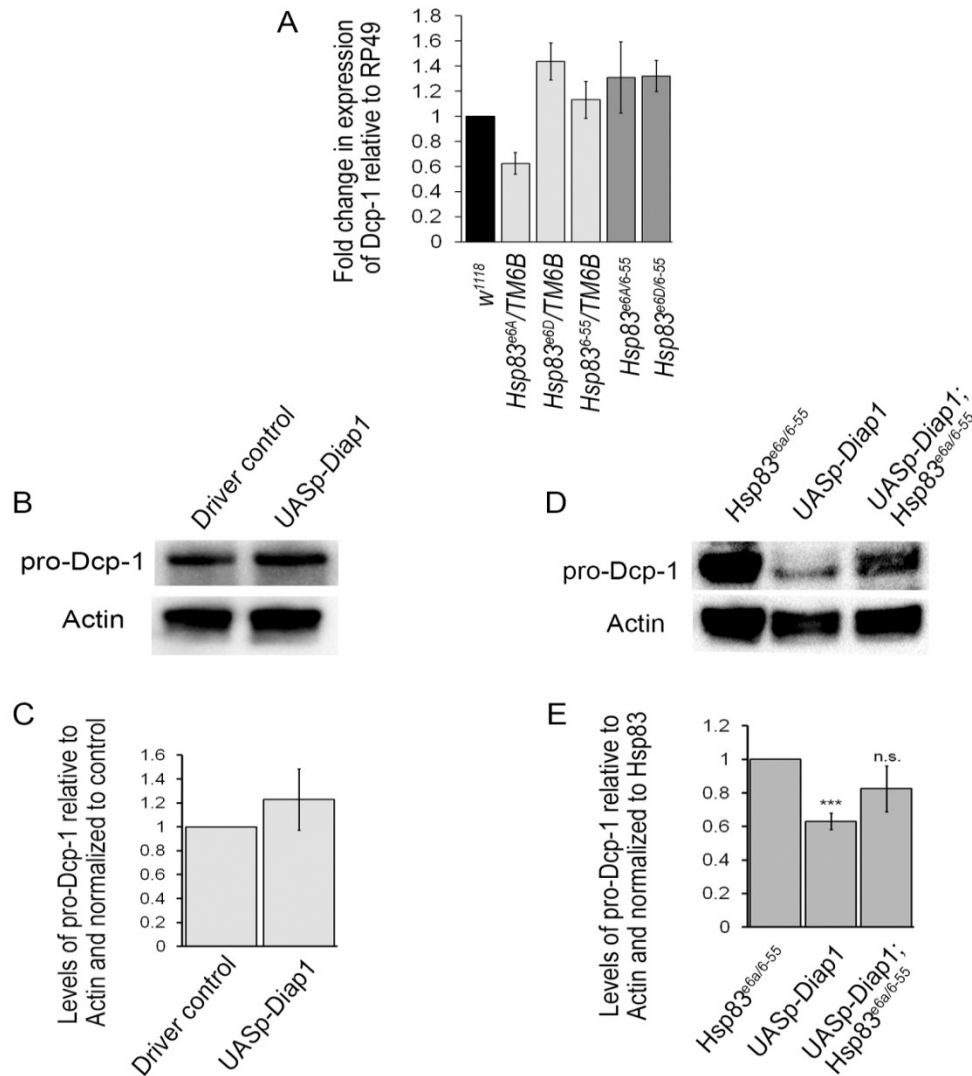 A
Fold change in expression
of Dcp-1 relative to RP49
1.8
1.6
1.4
1.2
1
0.8
0.6
0.4
0.2
0
w1118
Hsp83e6A/TM6B
Hsp83e6D/TM6B
Hsp836-55/TM6B
Hsp83e6A/6-55
Hsp83e6D/6-55
B
Driver control
UASp-Diap1
pro-Dcp-1
Actin
C
Levels of pro-Dcp-1 relative to
Actin and normalized to control
1.6
1.4
1.2
1
0.8
0.6
0.4
0.2
0
Driver control
UASp-Diap1
D
Hsp83e6a/6-55
UASp-Diap1
UASp-Diap1;
Hsp83e6a/6-55
pro-Dcp-1
Actin
E
Levels of pro-Dcp-1 relative to
Actin and normalized to Hsp83
1.2
1
0.8
0.6
0.4
0.2
0
***
n.s.
Hsp83e6a/6-55
UASp-Diap1
UASp-Diap1;
Hsp83e6a/6-55